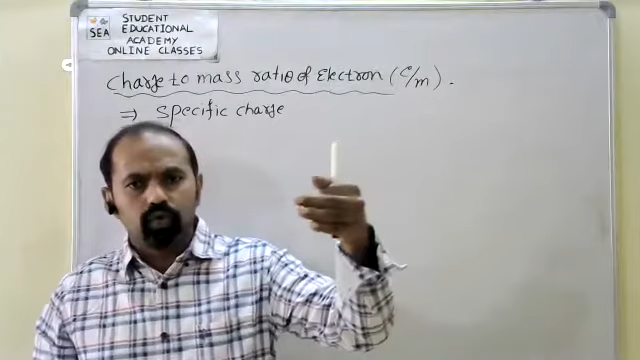 SEA
STUDENT
EDUCATIONAL
ACADEMY
ONLINE CLASSES
Charge to mass ratio of Electron (e/m).
⇒ Specific charge